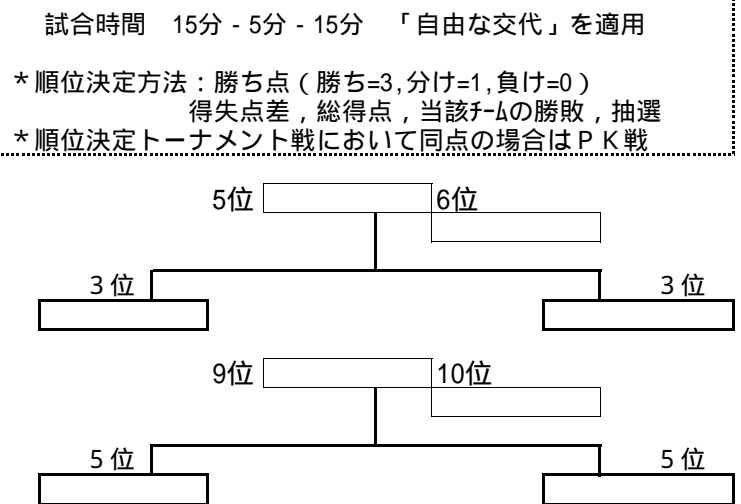 試合時間　15分 - 5分 - 15分　「自由な交代」を適用
＊順位決定方法：勝ち点（勝ち=3,分け=1,負け=0）
得失点差，総得点，当該ﾁｰﾑの勝敗，抽選
＊順位決定トーナメント戦において同点の場合はＰＫ戦
5位 6位
３位 ３位
9位 10位
５位 ５位